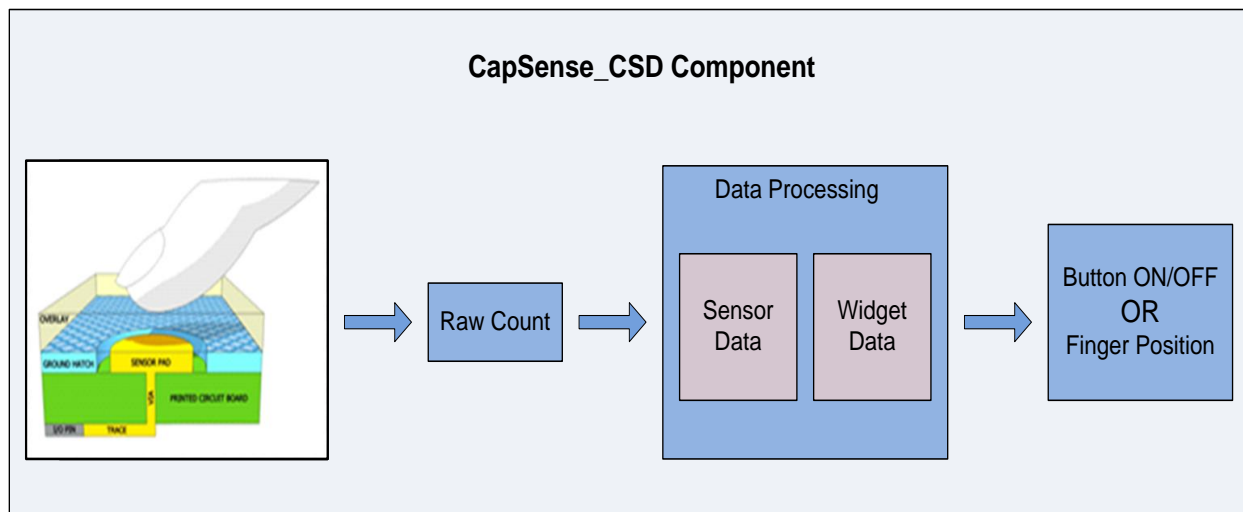 CapSense_CSD Component
OVERLAY
GROUND HATCH
SENSOR PAD
VIA
PRINTED CIRCUIT BOARD
I/O PIN
TRACE
Raw Count
Data Processing
Sensor
Data
Widget
Data
Button ON/OFF
OR
Finger Position